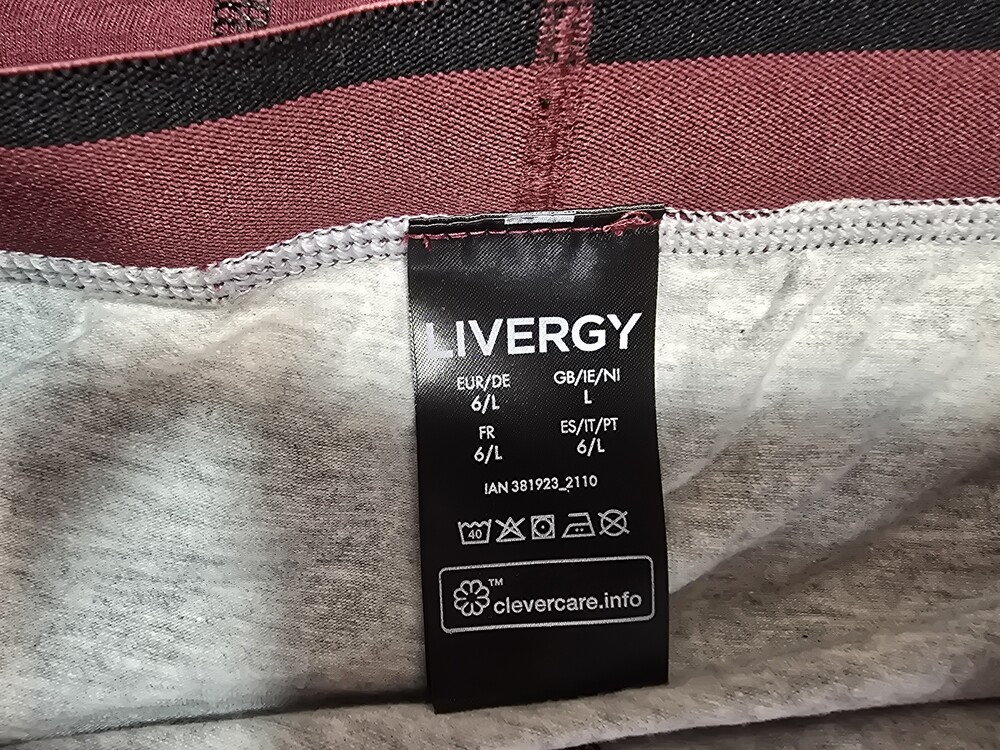 LIVERGY
EUR/DE GB/IE/NI
6/L L
FR ES/IT/PT
6/L 6/L
IAN 381923_2110
40
™
clevercare.info